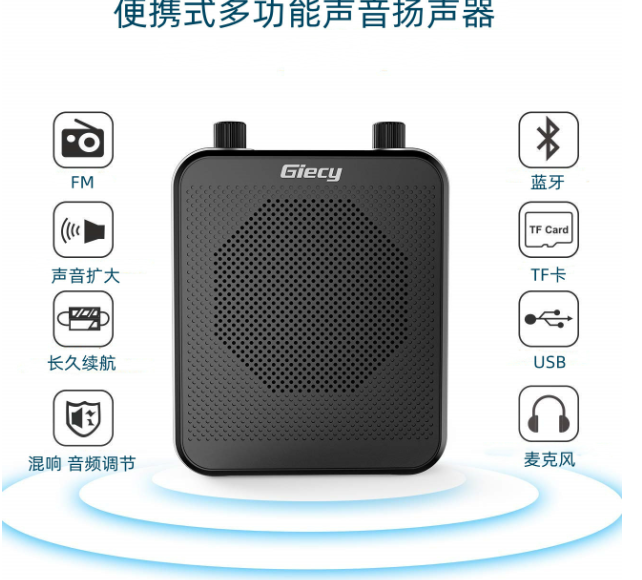 便携式多功能声音扬声器
Giecy
FM
声音扩大
长久续航
混响 音频调节
蓝牙
TF Card
TF卡
USB
麦克风